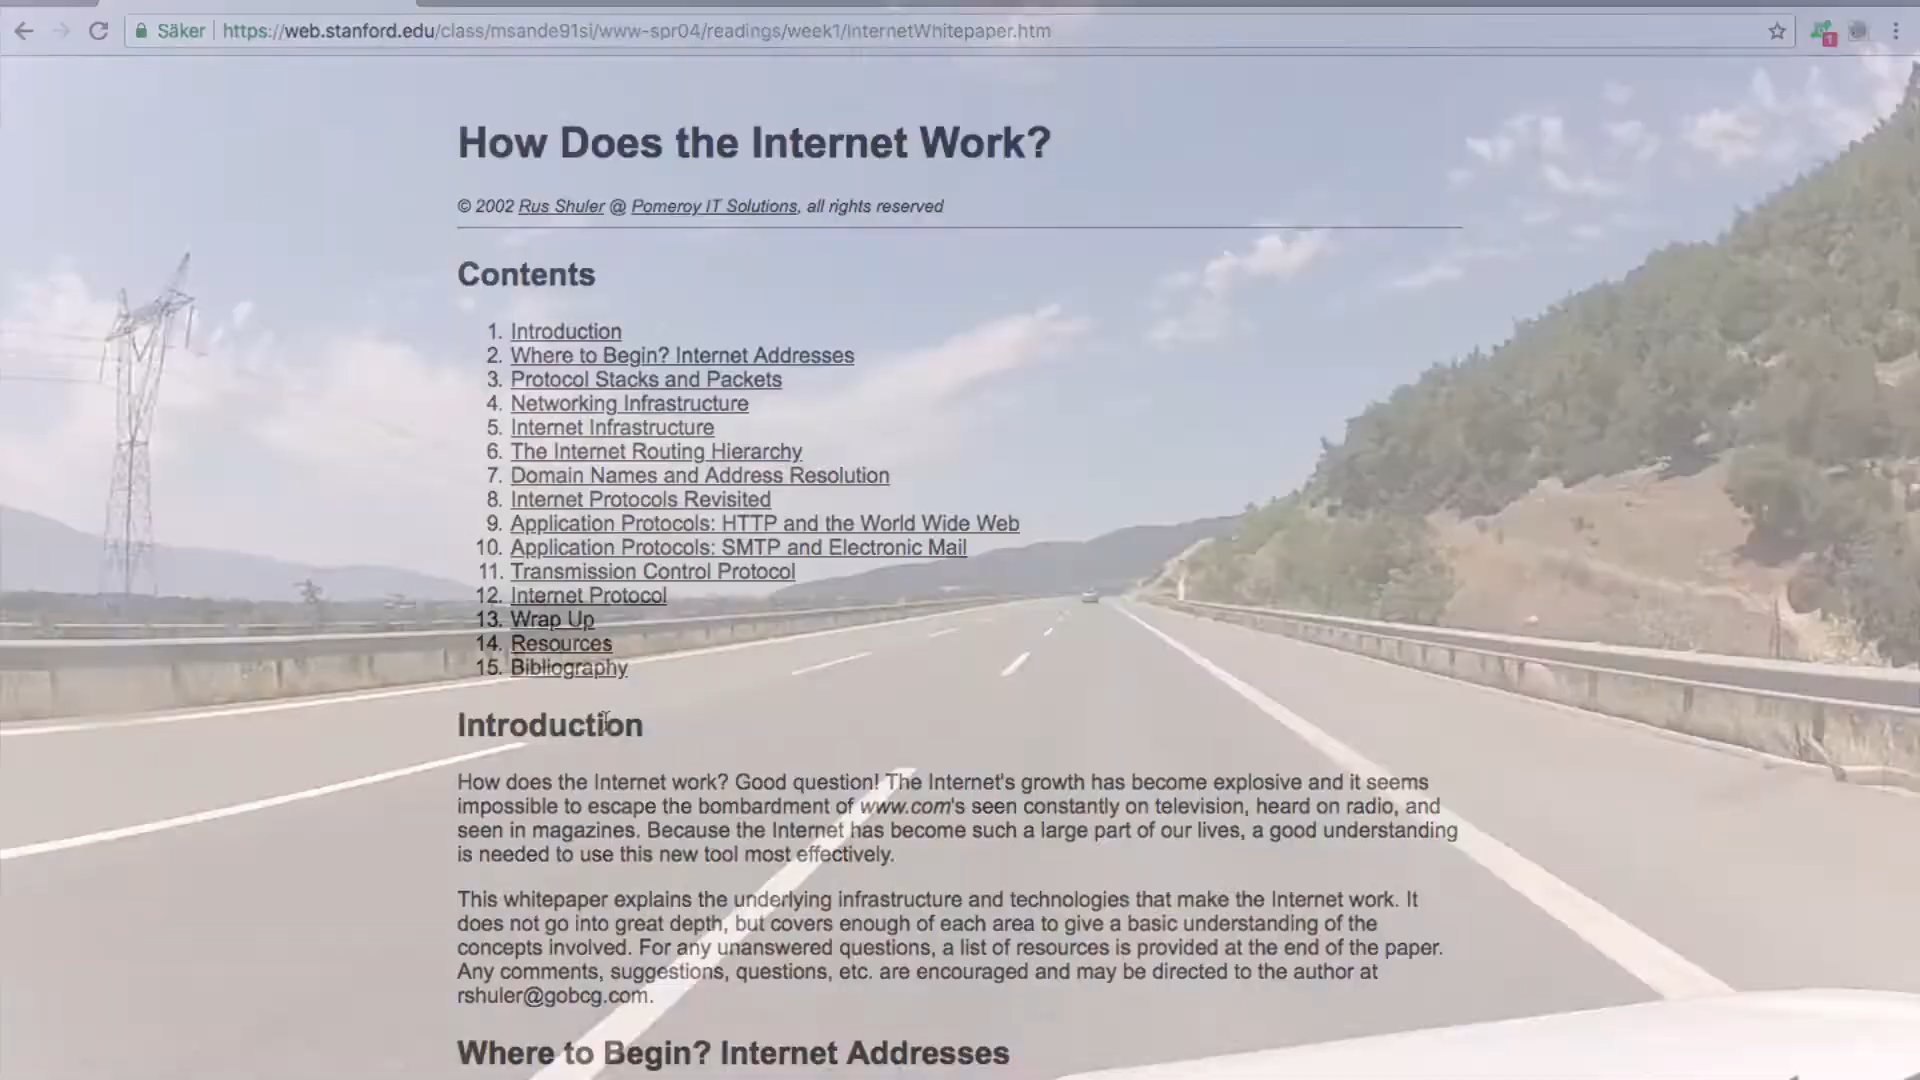 Säker https://web.stanford.edu/class/msande91si/www-spr04/readings/week1/InternetWhitepaper.htm
1
How Does the Internet Work?
© 2002 Rus Shuler @ Pomeroy IT Solutions, all rights reserved
Contents
1. Introduction
2. Where to Begin? Internet Addresses
3. Protocol Stacks and Packets
4. Networking Infrastructure
5. Internet Infrastructure
6. The Internet Routing Hierarchy
7. Domain Names and Address Resolution
8. Internet Protocols Revisited
9. Application Protocols: HTTP and the World Wide Web
10. Application Protocols: SMTP and Electronic Mail
11. Transmission Control Protocol
12. Internet Protocol
13. Wrap Up
14. Resources
15. Bibliography
Introduction
How does the Internet work? Good question! The Internet's growth has become explosive and it seems
impossible to escape the bombardment of www.com's seen constantly on television, heard on radio, and
seen in magazines. Because the Internet has become such a large part of our lives, a good understanding
is needed to use this new tool most effectively.
This whitepaper explains the underlying infrastructure and technologies that make the Internet work. It
does not go into great depth, but covers enough of each area to give a basic understanding of the
concepts involved. For any unanswered questions, a list of resources is provided at the end of the paper.
Any comments, suggestions, questions, etc. are encouraged and may be directed to the author at
rshuler@gobcg.com.
Where to Begin? Internet Addresses